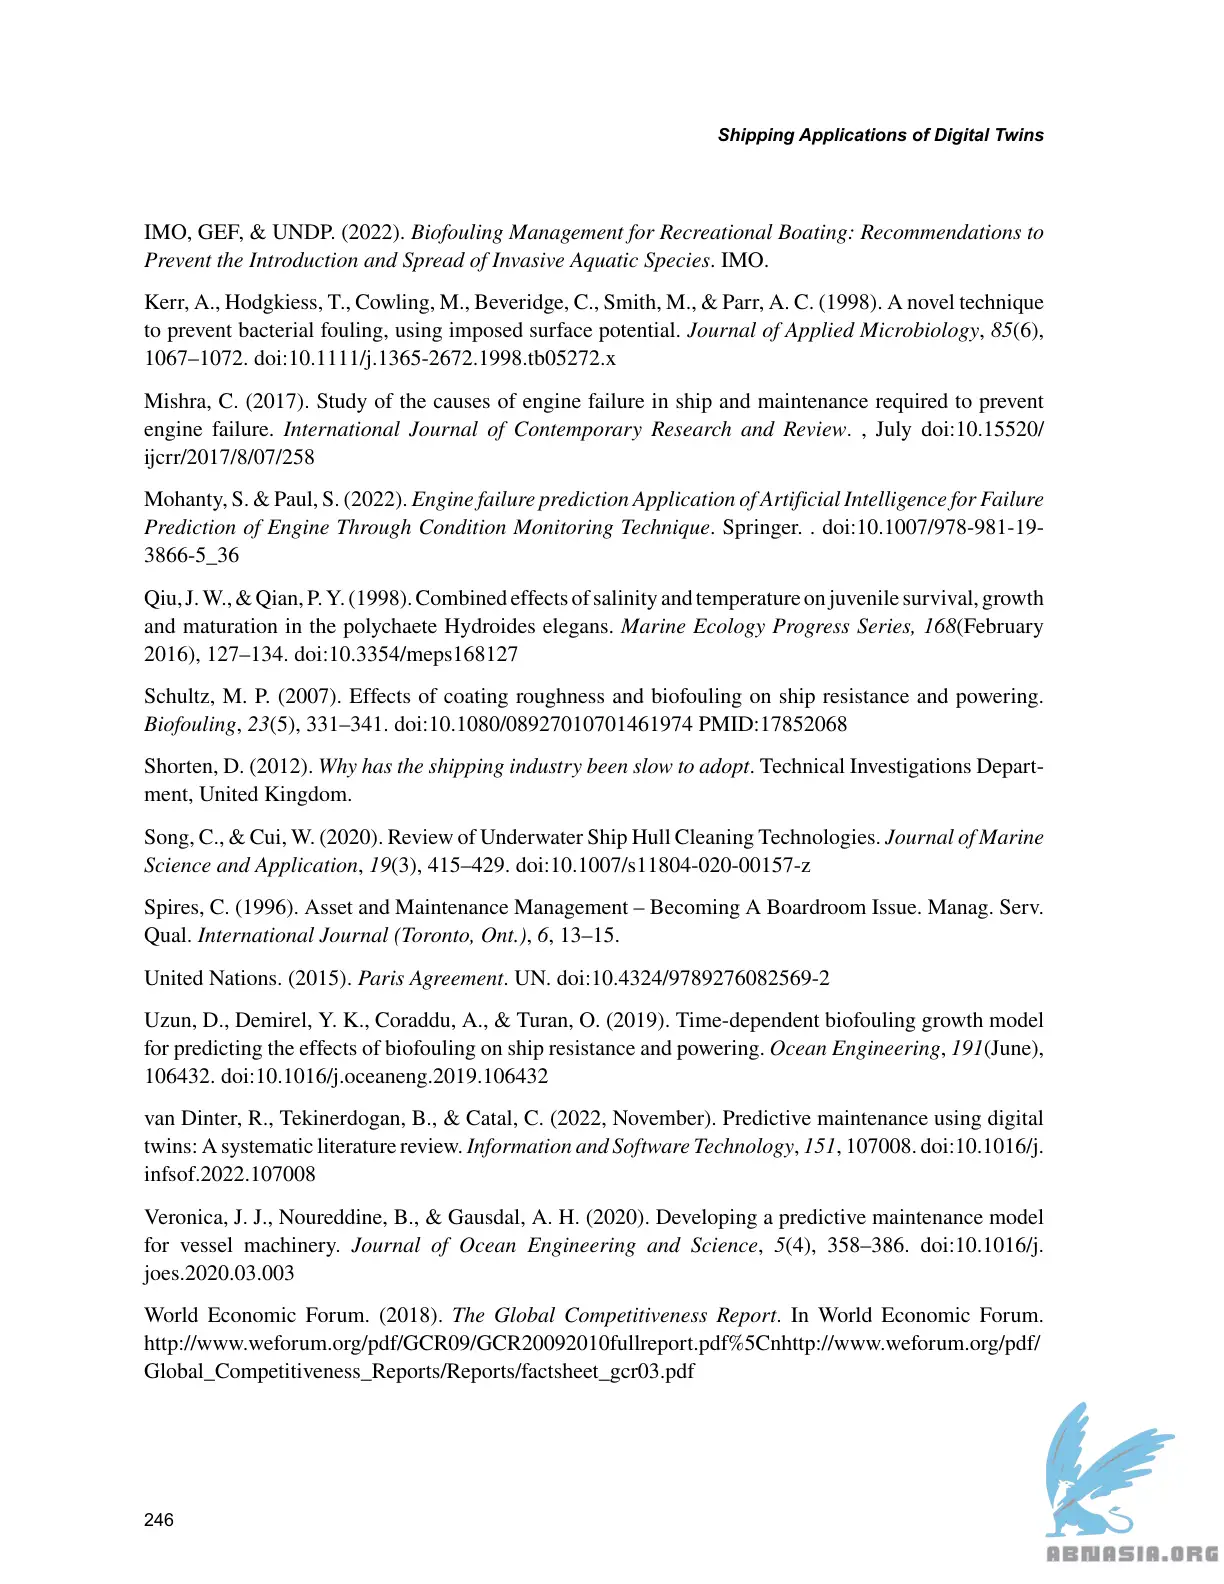 Shipping Applications of Digital Twins
IMO, GEF, & UNDP. (2022). Biofouling Management for Recreational Boating: Recommendations to
Prevent the Introduction and Spread of Invasive Aquatic Species. IMO.
Kerr, A., Hodgkiess, T., Cowling, M., Beveridge, C., Smith, M., & Parr, A. C. (1998). A novel technique
to prevent bacterial fouling, using imposed surface potential. Journal of Applied Microbiology, 85(6),
1067–1072. doi:10.1111/j.1365-2672.1998.tb05272.x
Mishra, C. (2017). Study of the causes of engine failure in ship and maintenance required to prevent
engine failure. International Journal of Contemporary Research and Review. , July doi:10.15520/
ijcrr/2017/8/07/258
Mohanty, S. & Paul, S. (2022). Engine failure prediction Application of Artificial Intelligence for Failure
Prediction of Engine Through Condition Monitoring Technique. Springer. . doi:10.1007/978-981-19-
3866-5_36
Qiu, J. W., & Qian, P. Y. (1998). Combined effects of salinity and temperature on juvenile survival, growth
and maturation in the polychaete Hydroides elegans. Marine Ecology Progress Series, 168(February
2016), 127–134. doi:10.3354/meps168127
Schultz, M. P. (2007). Effects of coating roughness and biofouling on ship resistance and powering.
Biofouling, 23(5), 331–341. doi:10.1080/08927010701461974 PMID:17852068
Shorten, D. (2012). Why has the shipping industry been slow to adopt. Technical Investigations Depart-
ment, United Kingdom.
Song, C., & Cui, W. (2020). Review of Underwater Ship Hull Cleaning Technologies. Journal of Marine
Science and Application, 19(3), 415–429. doi:10.1007/s11804-020-00157-z
Spires, C. (1996). Asset and Maintenance Management – Becoming A Boardroom Issue. Manag. Serv.
Qual. International Journal (Toronto, Ont.), 6, 13–15.
United Nations. (2015). Paris Agreement. UN. doi:10.4324/9789276082569-2
Uzun, D., Demirel, Y. K., Coraddu, A., & Turan, O. (2019). Time-dependent biofouling growth model
for predicting the effects of biofouling on ship resistance and powering. Ocean Engineering, 191(June),
106432. doi:10.1016/j.oceaneng.2019.106432
van Dinter, R., Tekinerdogan, B., & Catal, C. (2022, November). Predictive maintenance using digital
twins: A systematic literature review. Information and Software Technology, 151, 107008. doi:10.1016/j.
infsof.2022.107008
Veronica, J. J., Noureddine, B., & Gausdal, A. H. (2020). Developing a predictive maintenance model
for vessel machinery. Journal of Ocean Engineering and Science, 5(4), 358–386. doi:10.1016/j.
joes.2020.03.003
World Economic Forum. (2018). The Global Competitiveness Report. In World Economic Forum.
http://www.weforum.org/pdf/GCR09/GCR20092010fullreport.pdf%5Cnhttp://www.weforum.org/pdf/
Global_Competitiveness_Reports/Reports/factsheet_gcr03.pdf
246
ABNASIA.ORG